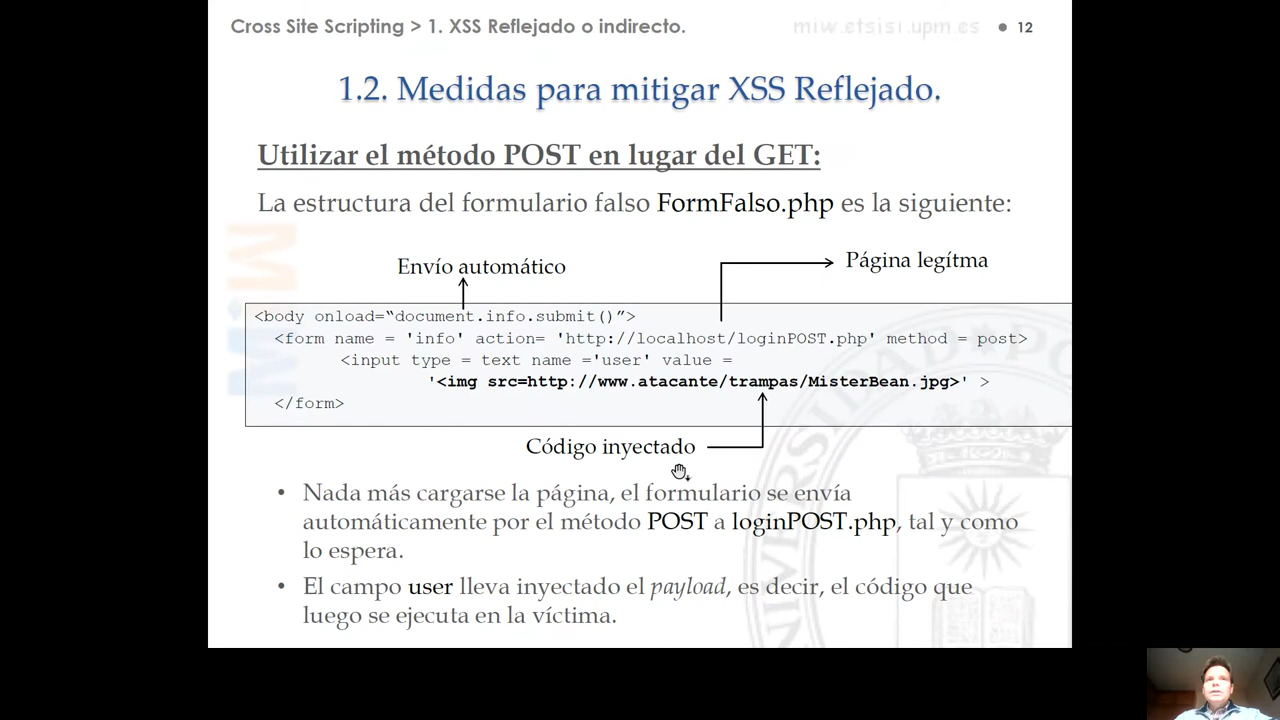 Cross Site Scripting > 1. XSS Reflejado o indirecto.
miw.etsisi.upm.es
12
1.2. Medidas para mitigar XSS Reflejado.
Utilizar el método POST en lugar del GET:
La estructura del formulario falso FormFalso.php es la siguiente:
Envío automático
Página legítma
<body onload=“document.info.submit()”>
<form name = 'info' action= 'http://localhost/loginPOST.php' method = post>
<input type = text name ='user' value =
'<img src=http://www.atacante/trampas/MisterBean.jpg>' >
</form>
Código inyectado
• Nada más cargarse la página, el formulario se envía
automáticamente por el método POST a loginPOST.php, tal y como
lo espera.
• El campo user lleva inyectado el payload, es decir, el código que
luego se ejecuta en la víctima.